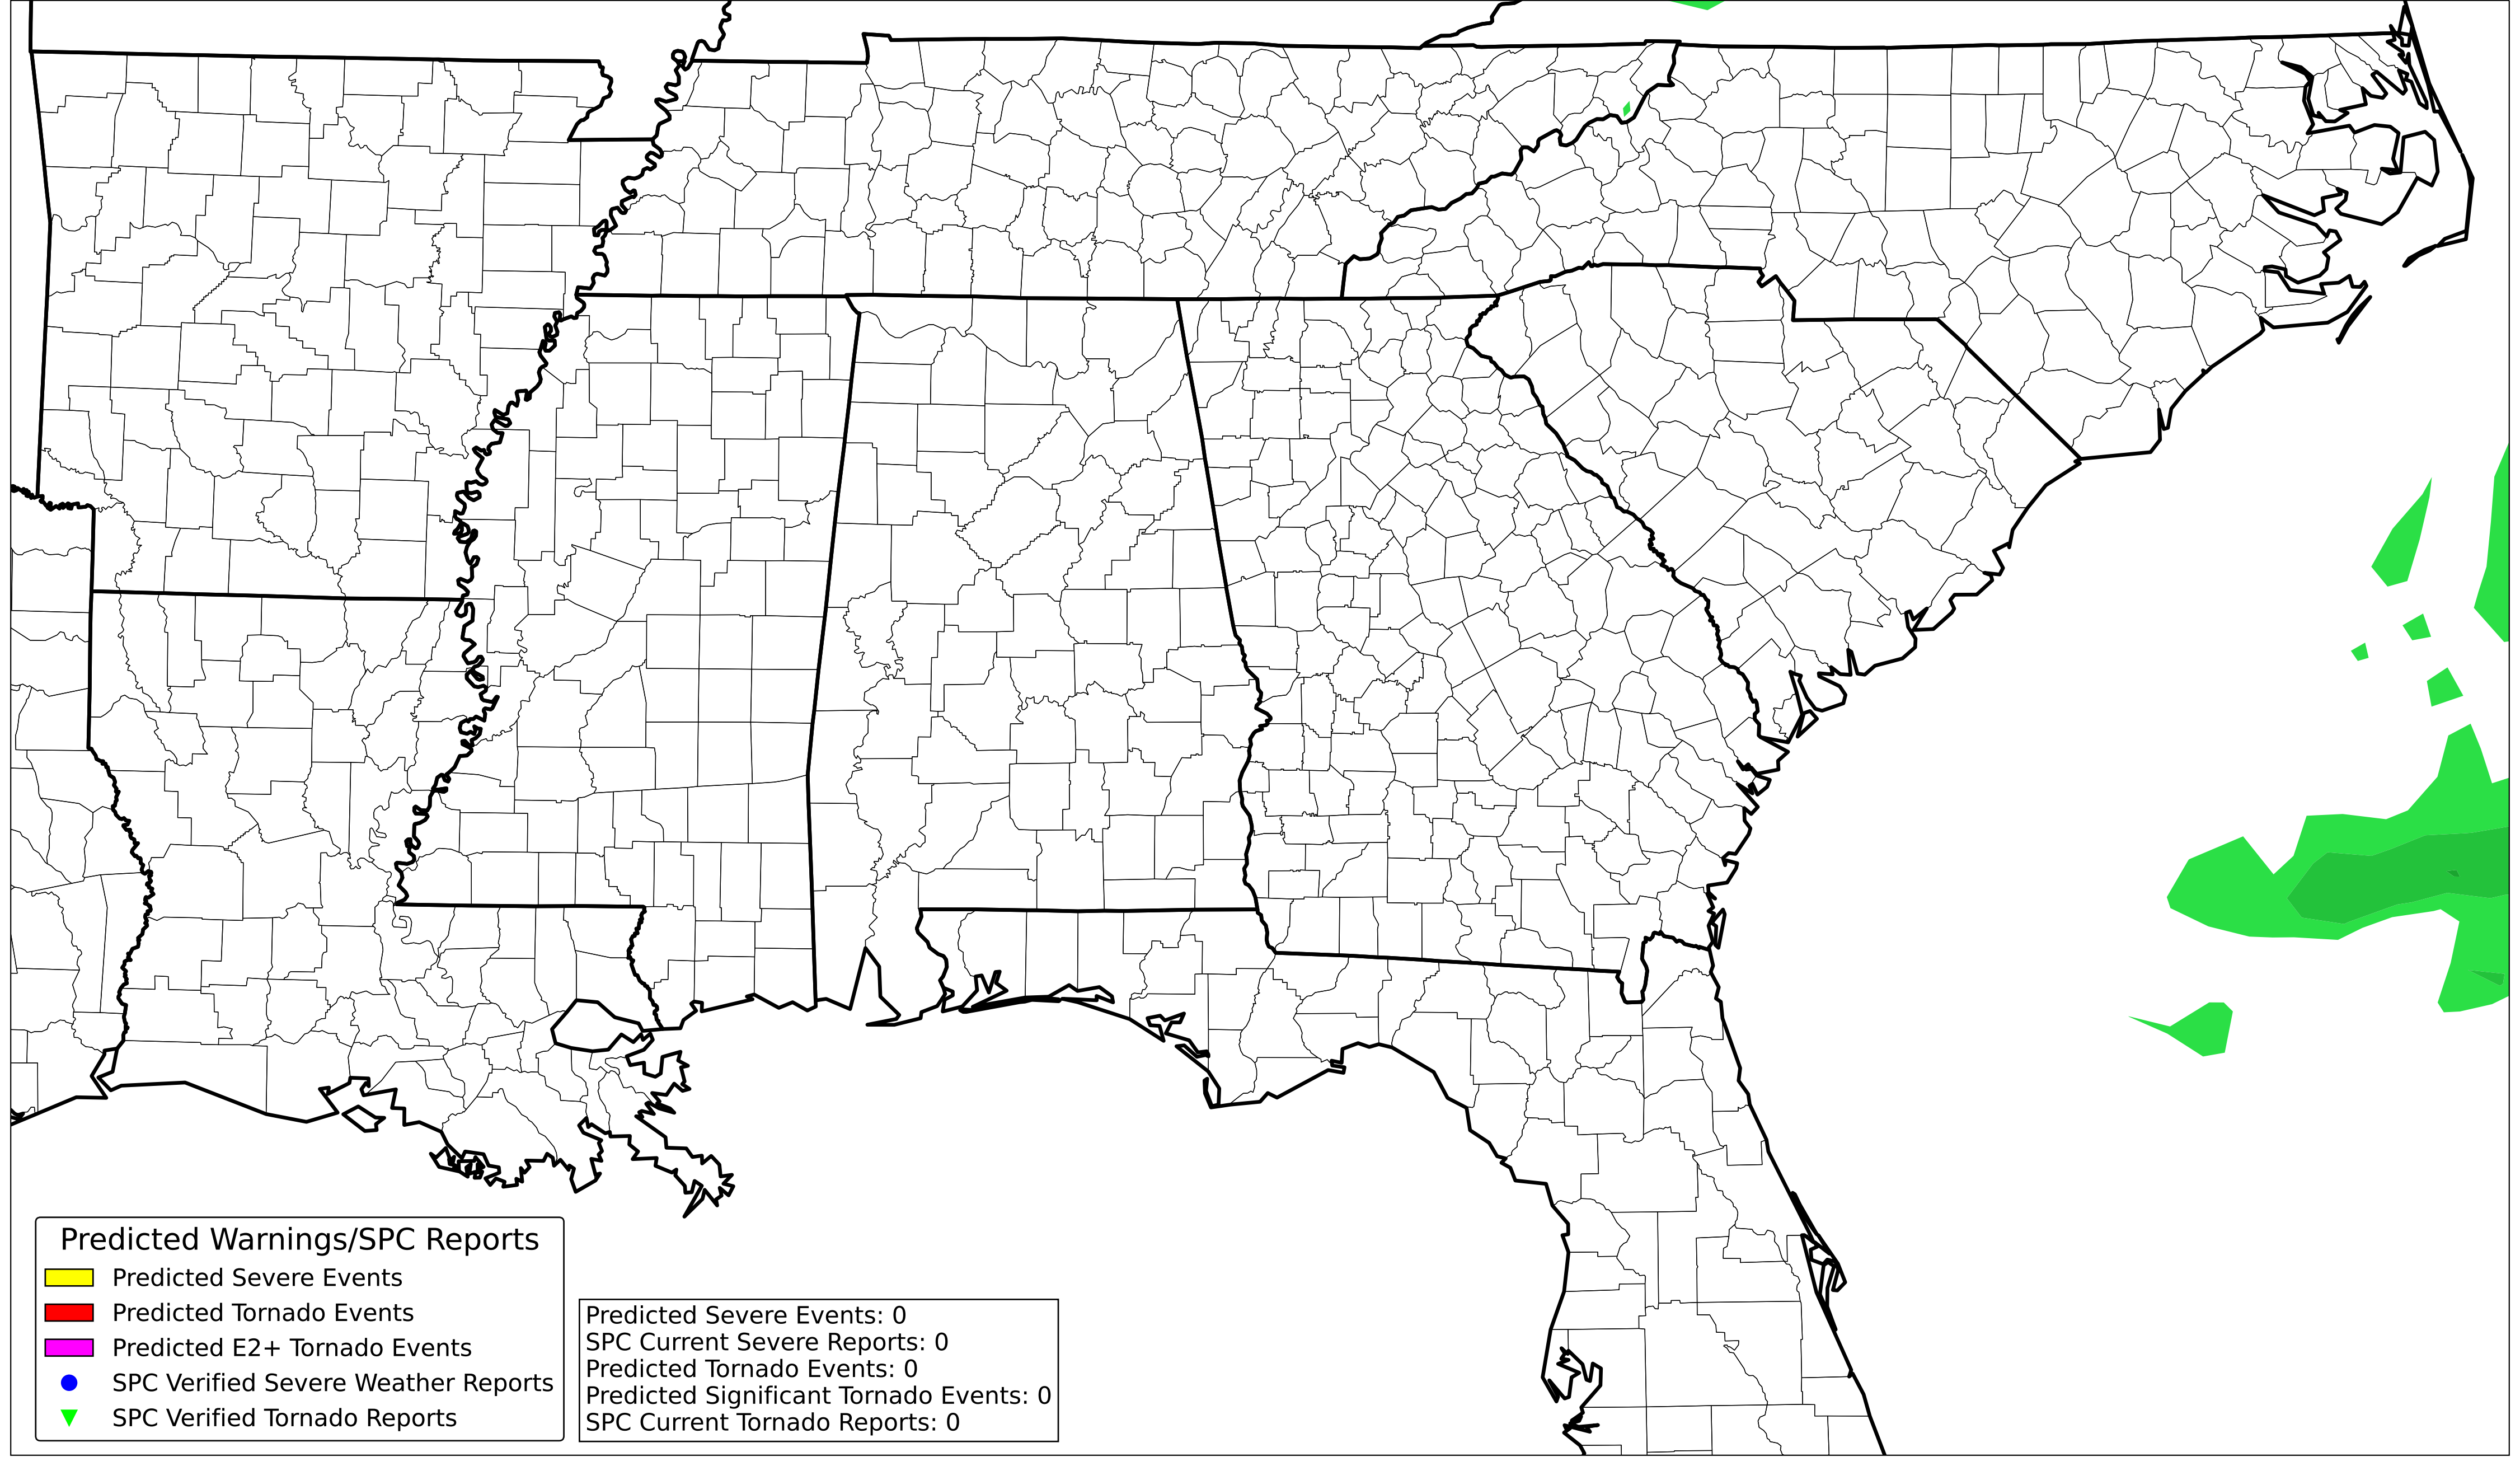 Predicted Warnings/SPC Reports
Predicted Severe Events
Predicted Tornado Events
Predicted E2+ Tornado Events
SPC Verified Severe Weather Reports
SPC Verified Tornado Reports
Predicted Severe Events: 0
SPC Current Severe Reports: 0
Predicted Tornado Events: 0
Predicted Significant Tornado Events: 0
SPC Current Tornado Reports: 0